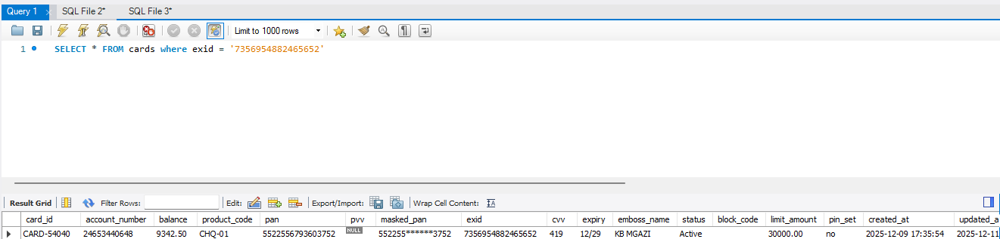 Query 1 SQL File 2* SQL File 3*
Limit to 1000 rows
1 SELECT * FROM cards where exid = '7356954882465652'
Result Grid Filter Rows: Edit: Export/Import: Wrap Cell Content:
card_id account_number balance product_code pan pvv masked_pan exid cvv expiry emboss_name status block_code limit_amount pin_set created_at updated_a
CARD-54040 24653440648 9342.50 CHQ-01 5522556793603752 NULL 552255******3752 7356954882465652 419 12/29 KB MGAZI Active 30000.00 no 2025-12-09 17:35:54 2025-12-11